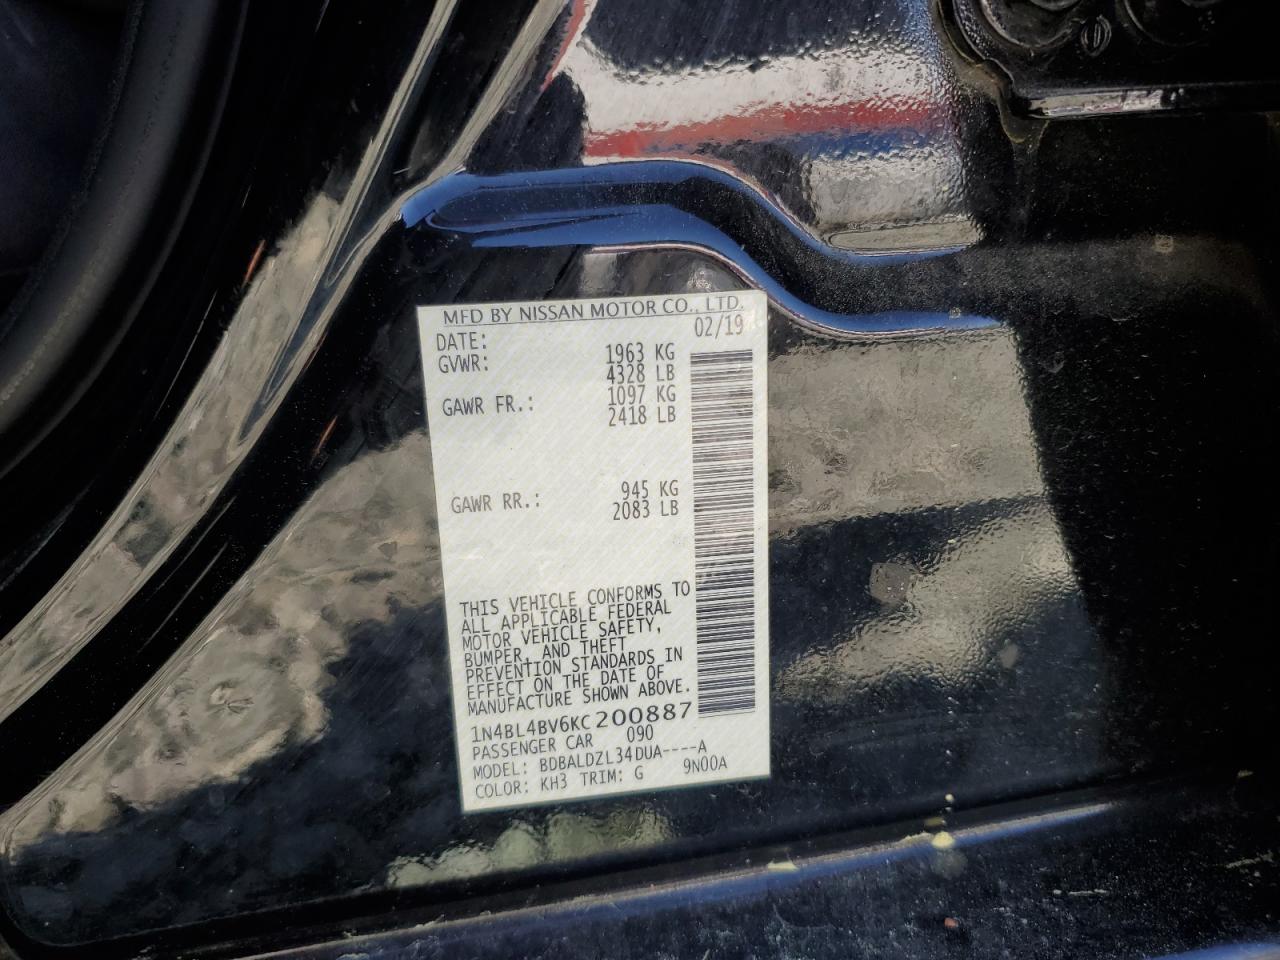 MFD BY NISSAN MOTOR CO., LTD.
DATE: 02/19
GVWR: 1963 KG
4328 LB
GAWR FR.: 1097 KG
2418 LB
GAWR RR.: 945 KG
2083 LB
THIS VEHICLE CONFORMS TO
ALL APPLICABLE FEDERAL
MOTOR VEHICLE SAFETY,
BUMPER, AND THEFT
PREVENTION STANDARDS IN
EFFECT ON THE DATE OF
MANUFACTURE SHOWN ABOVE.
1N4BL4BV6KC200887
PASSENGER CAR 090
MODEL: BDBALDZL34DUA----A
COLOR: KH3 TRIM: G 9N00A